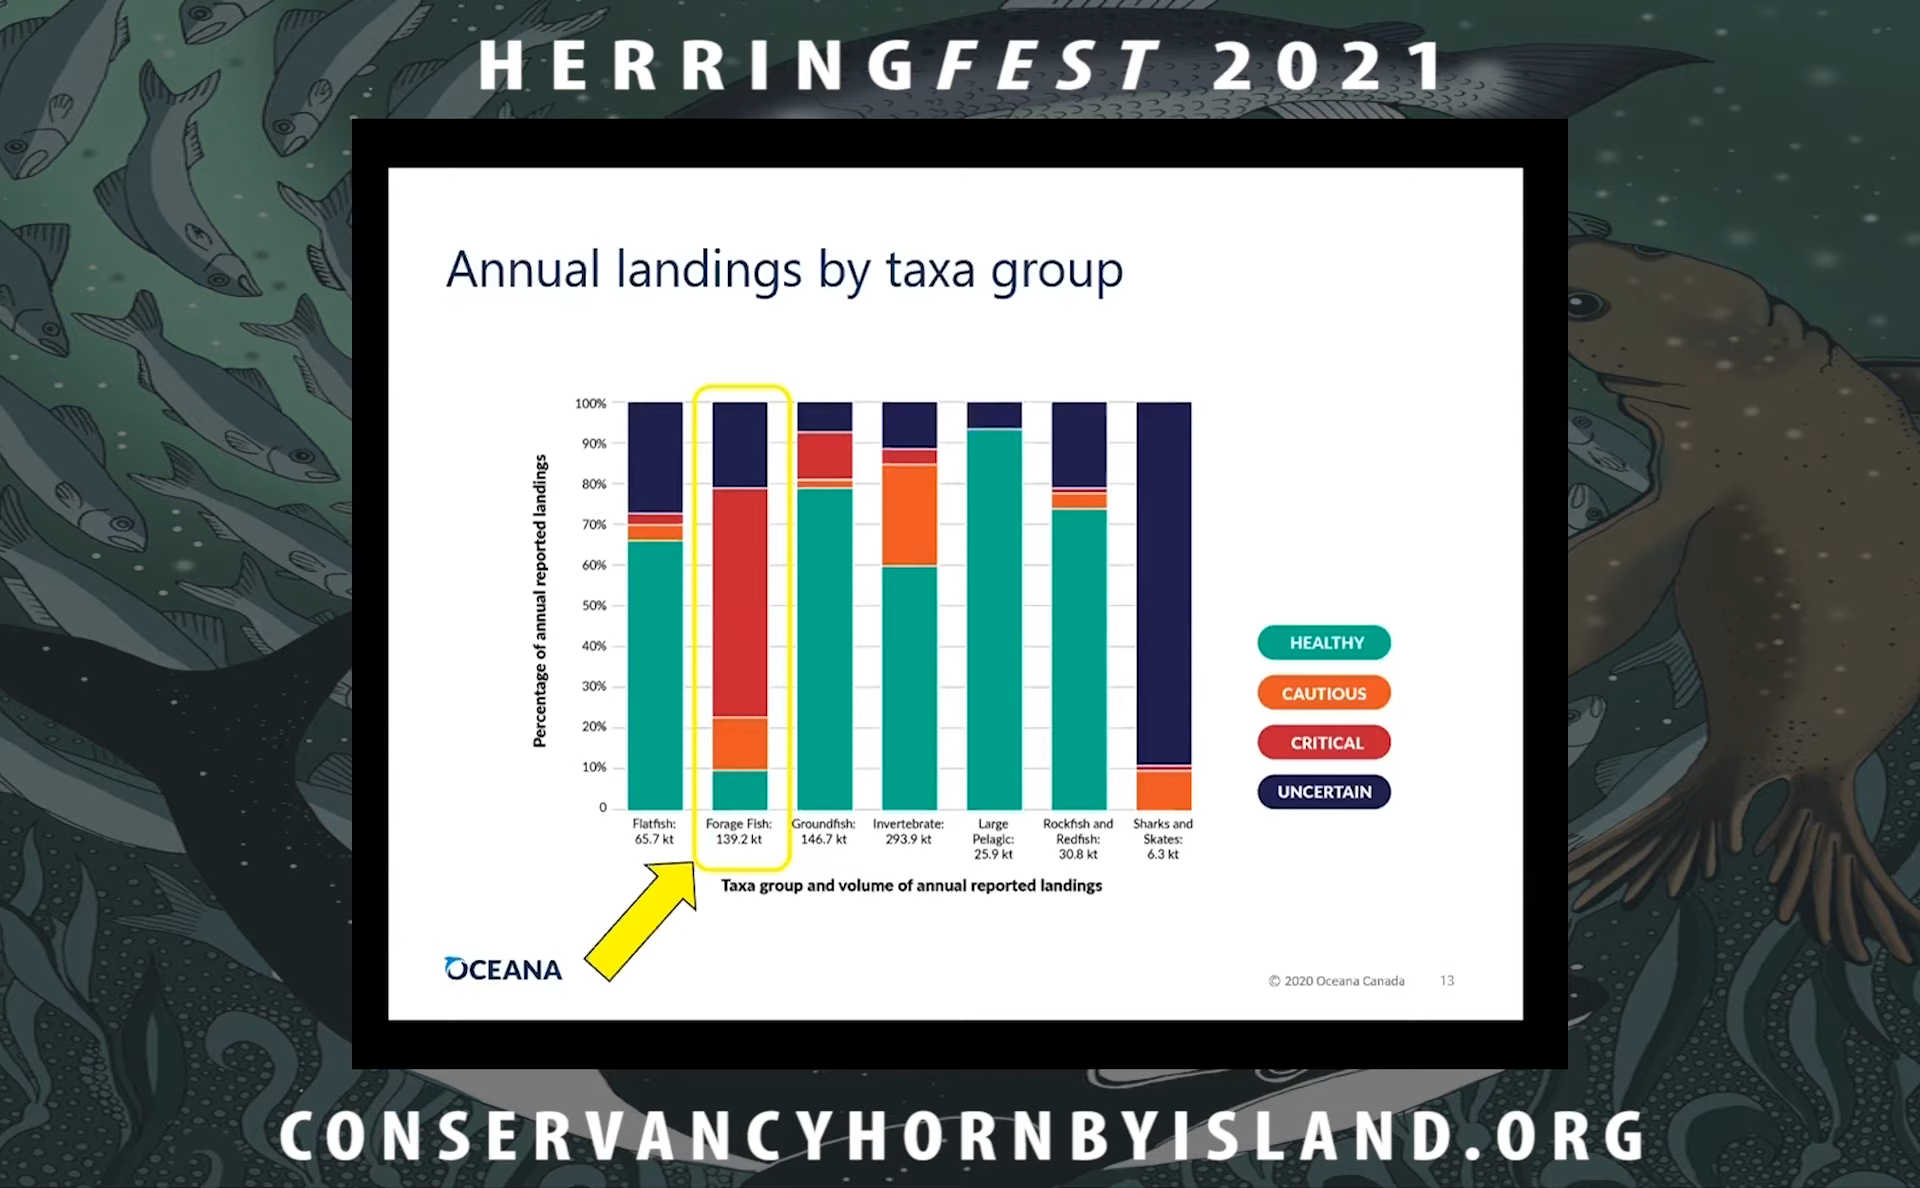 HERRINGFEST 2021
Annual landings by taxa group
Percentage of annual reported landings
100%
90%
80%
70%
60%
50%
40%
30%
20%
10%
0
Flatfish:
65.7 kt
Forage Fish:
139.2 kt
Groundfish:
146.7 kt
Invertebrate:
293.9 kt
Large
Pelagic:
25.9 kt
Rockfish and
Redfish:
30.8 kt
Sharks and
Skates:
6.3 kt
Taxa group and volume of annual reported landings
HEALTHY
CAUTIOUS
CRITICAL
UNCERTAIN
OCEANA
© 2020 Oceana Canada 13
CONSERVANCYHORNBYISLAND.ORG